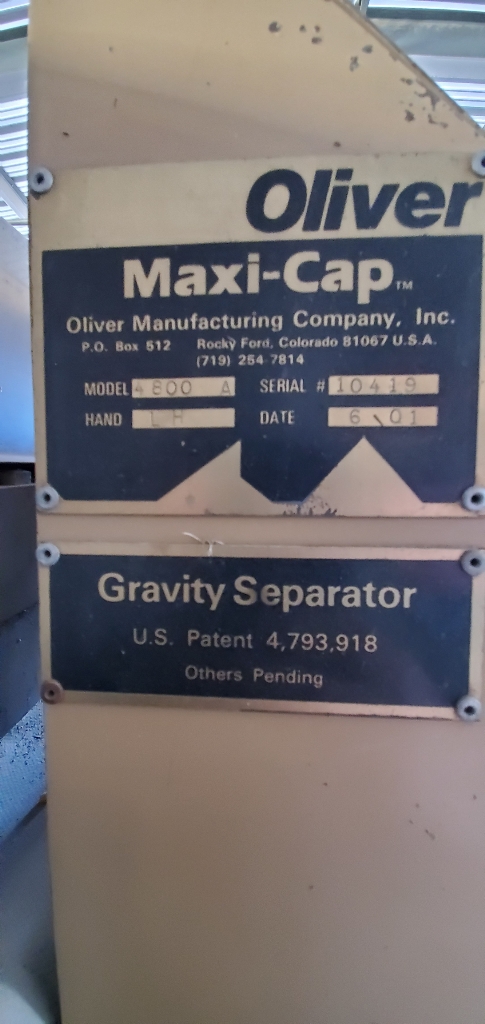 Oliver
Maxi-Cap™
Oliver Manufacturing Company, Inc.
P.O. Box 512 Rocky Ford, Colorado 81067 U.S.A.
(719) 254-7814
MODEL 4800 A SERIAL # 10419
HAND LH DATE 6\01
Gravity Separator
U.S. Patent 4,793,918
Others Pending